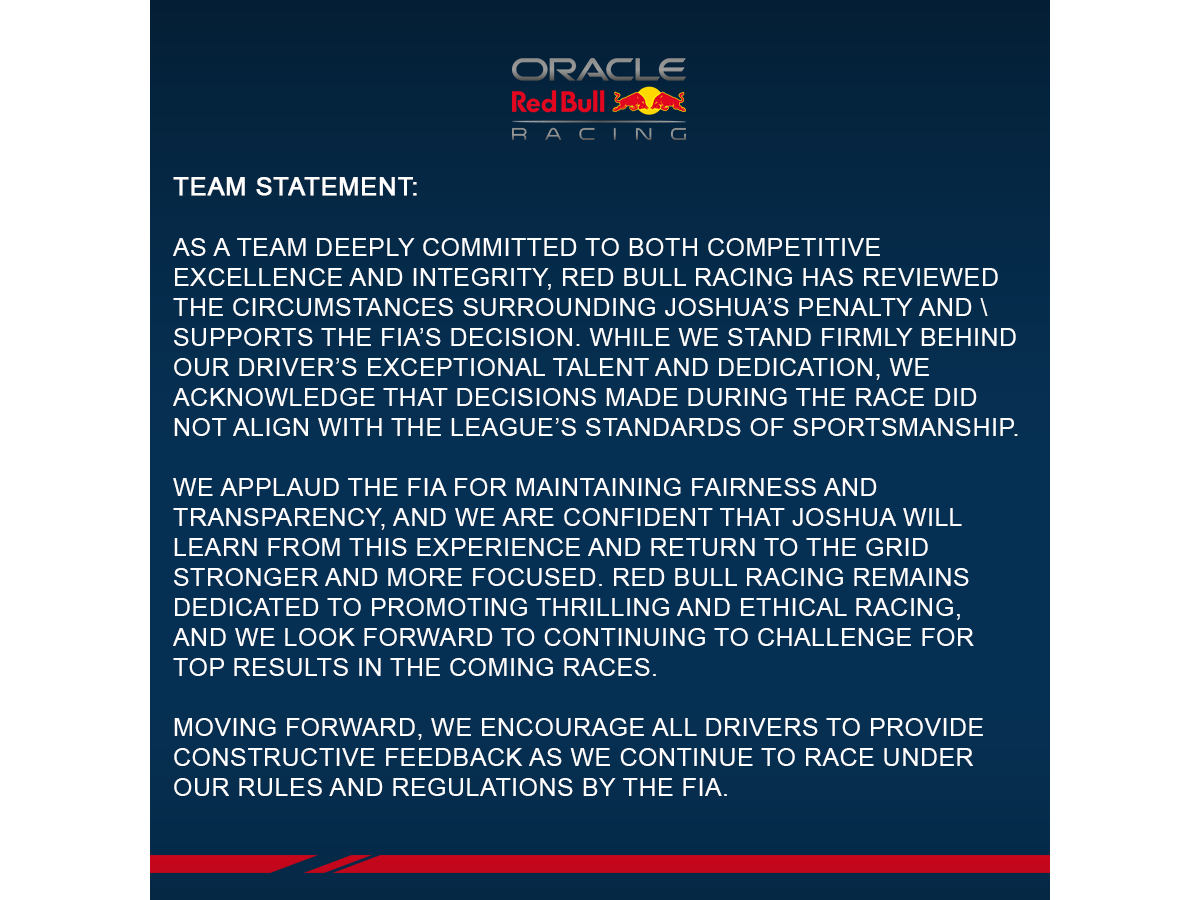 ORACLE
Red Bull
RACING
TEAM STATEMENT:
AS A TEAM DEEPLY COMMITTED TO BOTH COMPETITIVE
EXCELLENCE AND INTEGRITY, RED BULL RACING HAS REVIEWED
THE CIRCUMSTANCES SURROUNDING JOSHUA’S PENALTY AND \
SUPPORTS THE FIA’S DECISION. WHILE WE STAND FIRMLY BEHIND
OUR DRIVER’S EXCEPTIONAL TALENT AND DEDICATION, WE
ACKNOWLEDGE THAT DECISIONS MADE DURING THE RACE DID
NOT ALIGN WITH THE LEAGUE’S STANDARDS OF SPORTSMANSHIP.
WE APPLAUD THE FIA FOR MAINTAINING FAIRNESS AND
TRANSPARENCY, AND WE ARE CONFIDENT THAT JOSHUA WILL
LEARN FROM THIS EXPERIENCE AND RETURN TO THE GRID
STRONGER AND MORE FOCUSED. RED BULL RACING REMAINS
DEDICATED TO PROMOTING THRILLING AND ETHICAL RACING,
AND WE LOOK FORWARD TO CONTINUING TO CHALLENGE FOR
TOP RESULTS IN THE COMING RACES.
MOVING FORWARD, WE ENCOURAGE ALL DRIVERS TO PROVIDE
CONSTRUCTIVE FEEDBACK AS WE CONTINUE TO RACE UNDER
OUR RULES AND REGULATIONS BY THE FIA.